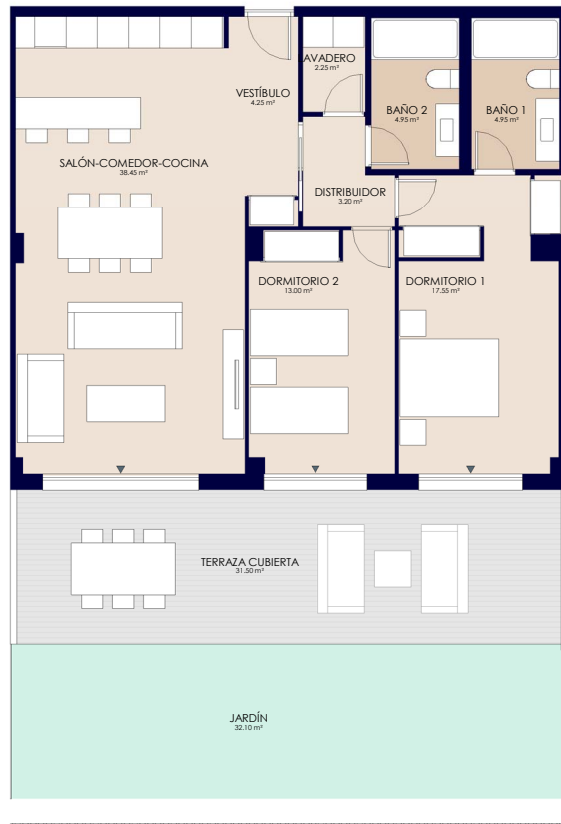 LAVADERO
2.25 m²
VESTÍBULO
4.25 m²
BAÑO 2
4.95 m²
BAÑO 1
4.95 m²
SALÓN-COMEDOR-COCINA
38.45 m²
DISTRIBUIDOR
3.20 m²
DORMITORIO 2
13.00 m²
DORMITORIO 1
17.55 m²
TERRAZA CUBIERTA
31.50 m²
JARDÍN
32.10 m²